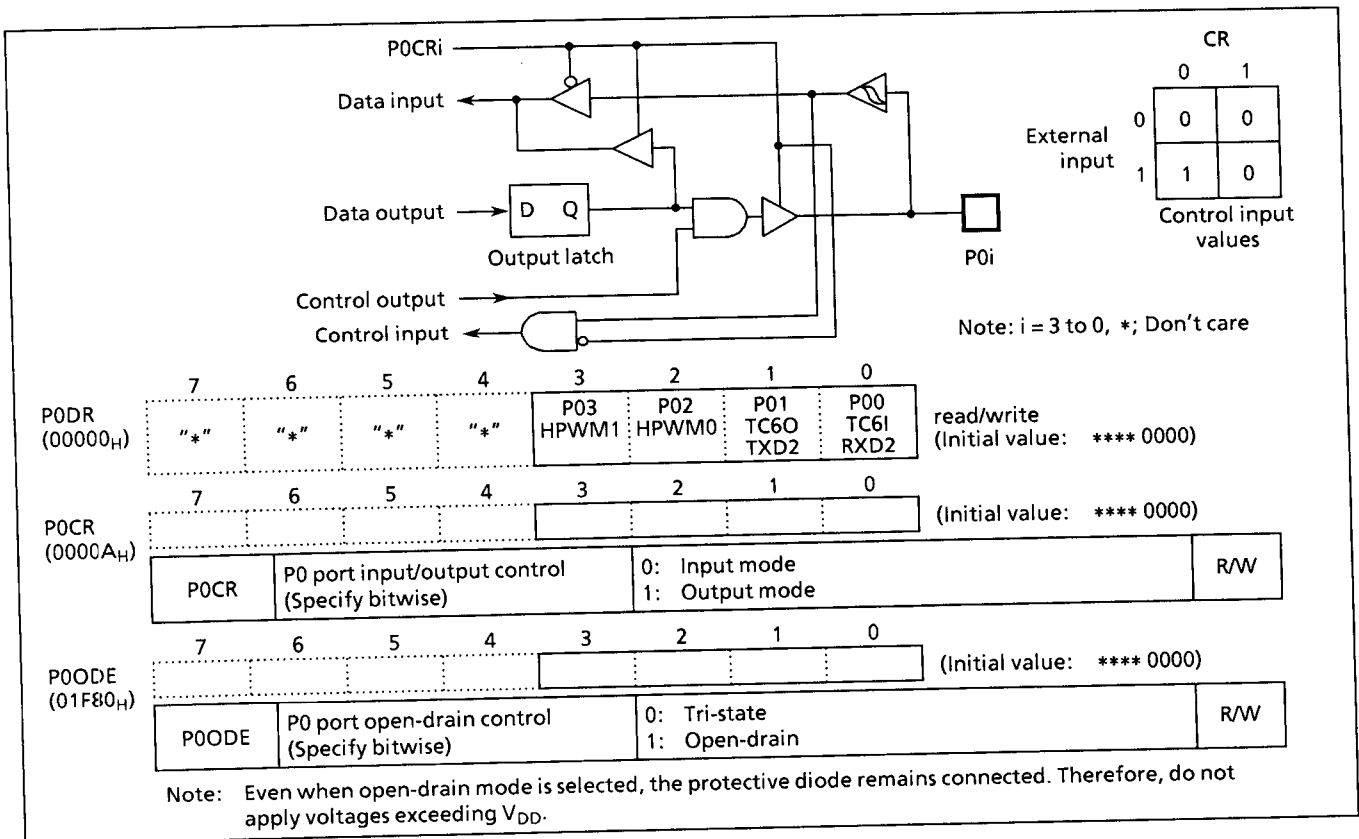 P0CRi
CR
0 1
Data input
0 0 0
External input
1 1 0
Control input values
Data output
D Q
Output latch
P0i
Control output
Control input
Note: i = 3 to 0, *; Don't care
7 6 5 4 3 2 1 0
P0DR (00000H)
"*" "*" "*" "*"
P03 HPWM1
P02 HPWM0
P01 TC6O TXD2
P00 TC6I RXD2
read/write
(Initial value: **** 0000)
7 6 5 4 3 2 1 0
P0CR (0000AH)
(Initial value: **** 0000)
P0CR
P0 port input/output control
(Specify bitwise)
0: Input mode
1: Output mode
R/W
7 6 5 4 3 2 1 0
P0ODE (01F80H)
(Initial value: **** 0000)
P0ODE
P0 port open-drain control
(Specify bitwise)
0: Tri-state
1: Open-drain
R/W
Note: Even when open-drain mode is selected, the protective diode remains connected. Therefore, do not
apply voltages exceeding VDD.